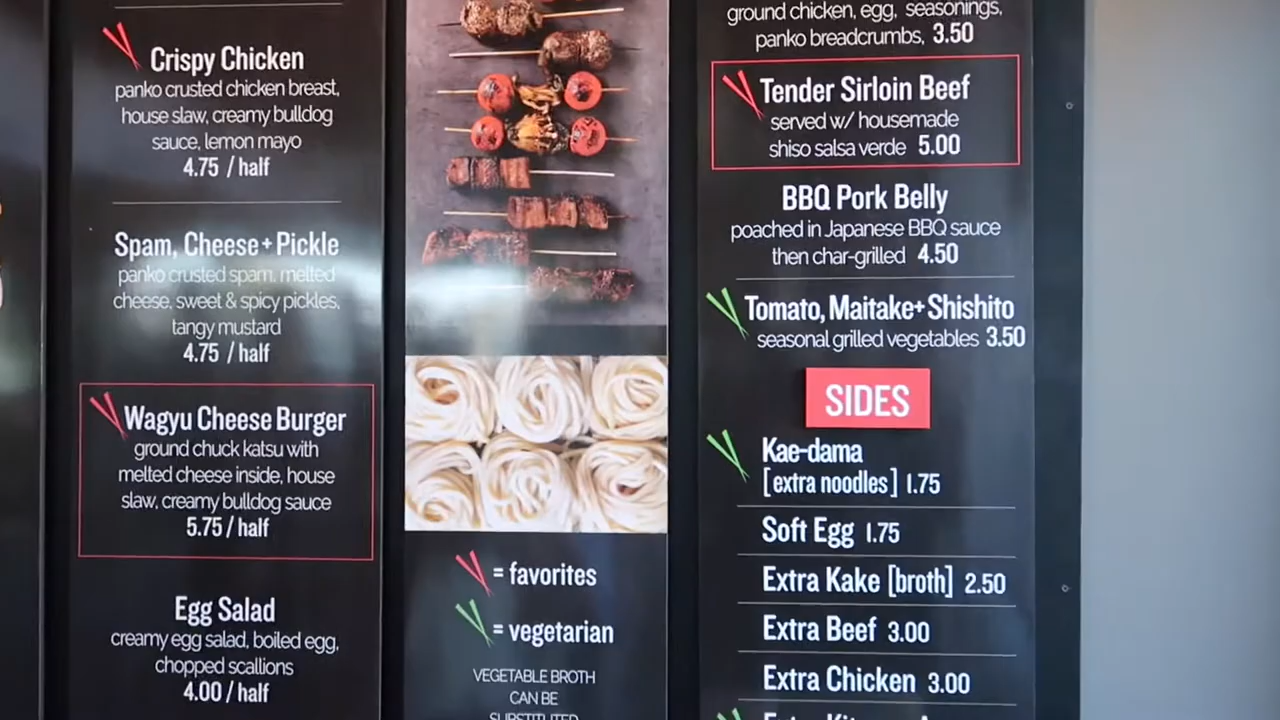 Crispy Chicken
panko crusted chicken breast,
house slaw, creamy bulldog
sauce, lemon mayo
4.75 / half
Spam, Cheese + Pickle
panko crusted spam, melted
cheese, sweet & spicy pickles,
tangy mustard
4.75 / half
Wagyu Cheese Burger
ground chuck katsu with
melted cheese inside, house
slaw, creamy bulldog sauce
5.75 / half
Egg Salad
creamy egg salad, boiled egg,
chopped scallions
4.00 / half
= favorites
= vegetarian
VEGETABLE BROTH
CAN BE
SUBSTITUTED
ground chicken, egg, seasonings,
panko breadcrumbs, 3.50
Tender Sirloin Beef
served w/ housemade
shiso salsa verde 5.00
BBQ Pork Belly
poached in Japanese BBQ sauce
then char-grilled 4.50
Tomato, Maitake + Shishito
seasonal grilled vegetables 3.50
SIDES
Kae-dama
[extra noodles] 1.75
Soft Egg 1.75
Extra Kake [broth] 2.50
Extra Beef 3.00
Extra Chicken 3.00
Extra